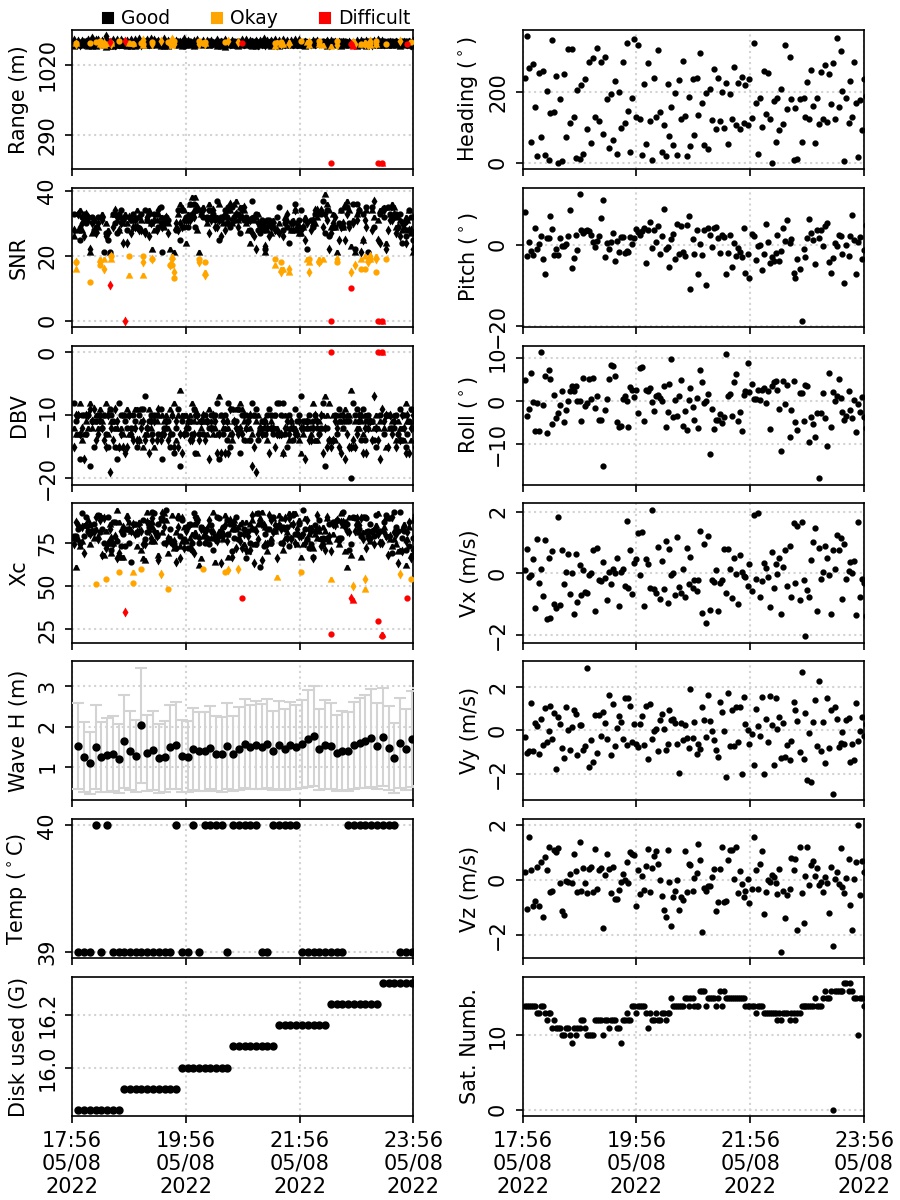 Good Okay Difficult
Range (m)
1020
290
Heading (°)
200
0
SNR
40
20
0
Pitch (°)
0
−20
DBV
0
−10
−20
Roll (°)
10
0
−10
Xc
75
50
25
Vx (m/s)
2
0
−2
Wave H (m)
3
2
1
Vy (m/s)
2
0
−2
Temp (°C)
40
39
Vz (m/s)
2
0
−2
Disk used (G)
16.2
16.0
Sat. Numb.
10
0
17:56 19:56 21:56 23:56 17:56 19:56 21:56 23:56
05/08 05/08 05/08 05/08 05/08 05/08 05/08 05/08
2022 2022 2022 2022 2022 2022 2022 2022